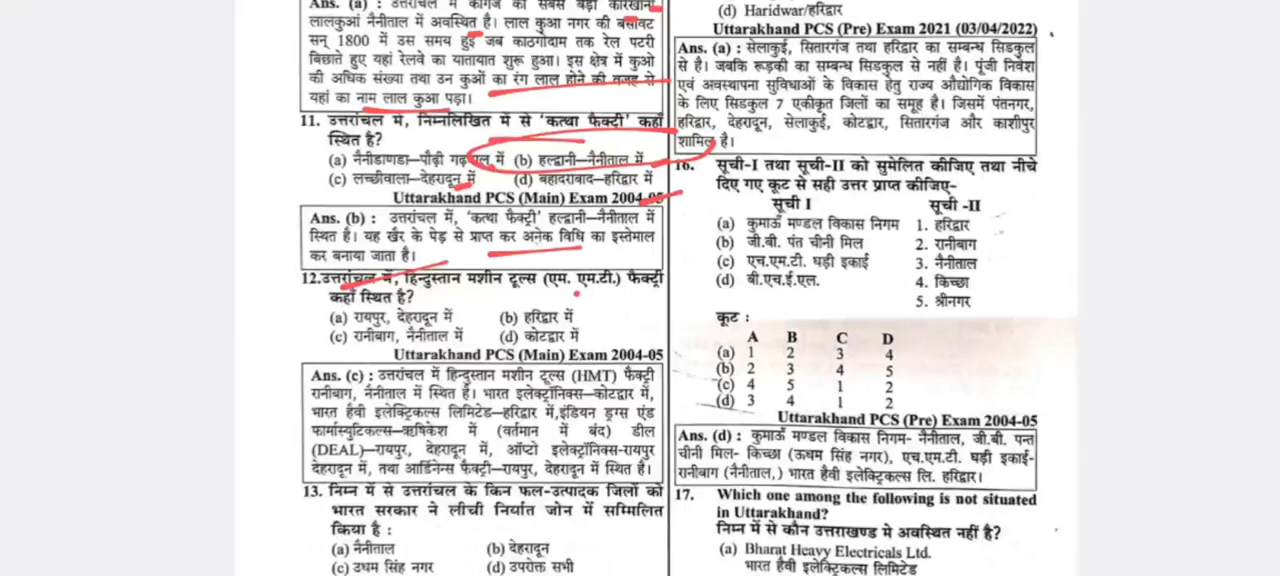 Ans. (a) : उत्तरांचल में कागज का सबसे बड़ा कारखाना
लालकुआं नैनीताल में अवस्थित है। लाल कुआ नगर की बसावट
सन् 1800 में उस समय हुई जब काठगोदाम तक रेल पटरी
बिछाते हुए यहां रेलवे का यातायात शुरू हुआ। इस क्षेत्र में कुओ
की अधिक संख्या तथा उन कुओं का रंग लाल होने की वजह से
यहां का नाम लाल कुआ पड़ा।
11. उत्तरांचल में, निम्नलिखित में से 'कत्था फैक्टी' कहाँ
स्थित है?
(a) नैनीडाणडा–पौढ़ी गढ़वाल में (b) हल्द्वानी–नैनीताल में
(c) लच्छीवाला–देहरादून में (d) बहादराबाद–हरिद्वार में
Uttarakhand PCS (Main) Exam 2004-05
Ans. (b) : उत्तरांचल में, 'कत्था फैक्ट्री' हल्द्वानी–नैनीताल में
स्थित है। यह खैर के पेड़ से प्राप्त कर अनेक विधि का इस्तेमाल
कर बनाया जाता है।
12. उत्तरांचल में, हिन्दुस्तान मशीन टूल्स (एम. एम.टी.) फैक्ट्री
कहाँ स्थित है?
(a) रायपुर, देहरादून में (b) हरिद्वार में
(c) रानीबाग, नैनीताल में (d) कोटद्वार में
Uttarakhand PCS (Main) Exam 2004-05
Ans. (c) : उत्तरांचल में हिन्दुस्तान मशीन टूल्स (HMT) फैक्ट्री
रानीबाग, नैनीताल में स्थित है। भारत इलेक्ट्रॉनिक्स–कोटद्वार में,
भारत हैवी इलेक्ट्रिकल्स लिमिटेड–हरिद्वार में,इंडियन ड्रग्स एंड
फार्मास्युटिकल्स–ऋषिकेश में (वर्तमान में बंद) डील
(DEAL)–रायपुर, देहरादून में, ऑप्टो इलेक्ट्रॉनिक्स-रायपुर
देहरादून में, तथा आर्डिनेन्स फैक्ट्री–रायपुर, देहरादून में स्थित है।
13. निम्न में से उत्तरांचल के किन फल-उत्पादक जिलों को
भारत सरकार ने लीची निर्यात जोन में सम्मिलित
किया है :
(a) नैनीताल (b) देहरादून
(c) उधम सिंह नगर (d) उपरोक्त सभी
(d) Haridwar/हरिद्वार
Uttarakhand PCS (Pre) Exam 2021 (03/04/2022)
Ans. (a) : सेलाकुई, सितारगंज तथा हरिद्वार का सम्बन्ध सिडकुल
से है। जबकि रूड़की का सम्बन्ध सिडकुल से नहीं है। पूंजी निवेश
एवं अवस्थापना सुविधाओं के विकास हेतु राज्य औद्योगिक विकास
के लिए सिडकुल 7 एकीकृत जिलों का समूह है। जिसमें पंतनगर,
हरिद्वार, देहरादून, सेलाकुई, कोटद्वार, सितारगंज और काशीपुर
शामिल है।
16. सूची-I तथा सूची-II को सुमेलित कीजिए तथा नीचे
दिए गए कूट से सही उत्तर प्राप्त कीजिए–
सूची I सूची -II
(a) कुमाऊँ मण्डल विकास निगम 1. हरिद्वार
(b) जी.बी. पंत चीनी मिल 2. रानीबाग
(c) एच.एम.टी. घड़ी इकाई 3. नैनीताल
(d) बी.एच.ई.एल. 4. किच्छा
5. श्रीनगर
कूट :
A B C D
(a) 1 2 3 4
(b) 2 3 4 5
(c) 4 5 1 2
(d) 3 4 1 2
Uttarakhand PCS (Pre) Exam 2004-05
Ans. (d) : कुमाऊँ मण्डल विकास निगम- नैनीताल, जी.बी. पन्त
चीनी मिल- किच्छा (ऊधम सिंह नगर), एच.एम.टी. घड़ी इकाई-
रानीबाग (नैनीताल,) भारत हैवी इलेक्ट्रिकल्स लि. हरिद्वार।
17. Which one among the following is not situated
in Uttarakhand?
निम्न में से कौन उत्तराखण्ड मे अवस्थित नहीं है?
(a) Bharat Heavy Electricals Ltd.
भारत हैवी इलेक्ट्रिकल्स लिमिटेड